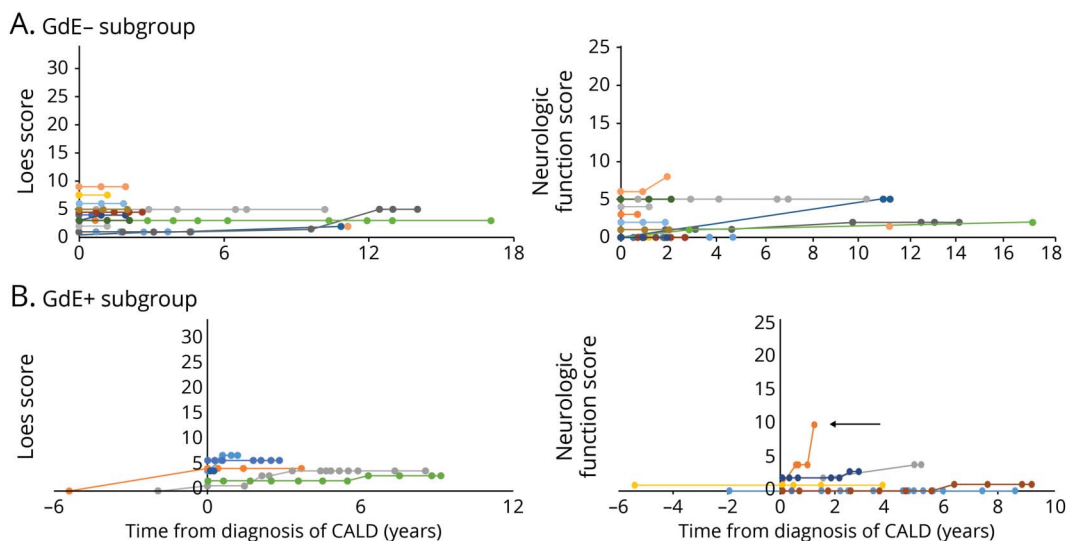 A. GdE– subgroup
Loes score
30
25
20
15
10
5
0
0 6 12 18
Neurologic
function score
25
20
15
10
5
0
0 2 4 6 8 10 12 14 16 18
B. GdE+ subgroup
Loes score
30
25
20
15
10
5
0
–6 0 6 12
Time from diagnosis of CALD (years)
Neurologic
function score
25
20
15
10
5
0
–6 –4 –2 0 2 4 6 8 10
Time from diagnosis of CALD (years)